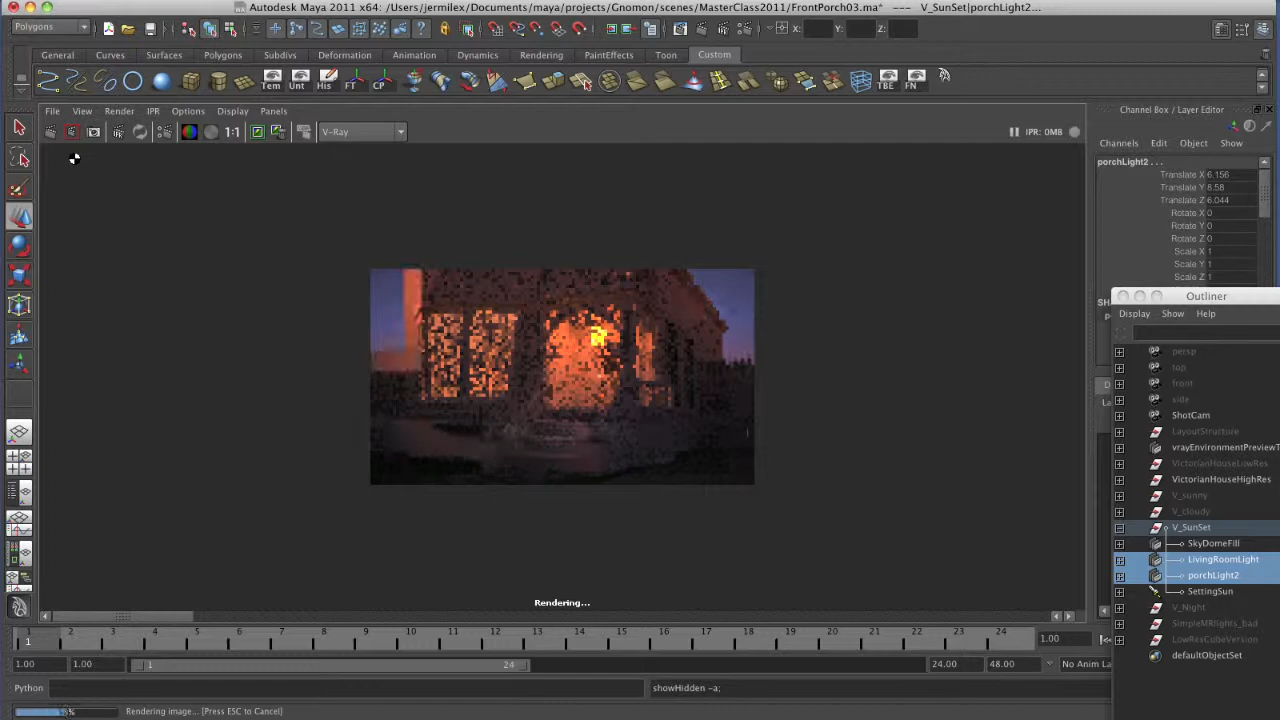 Autodesk Maya 2011 x64: /Users/jermilex/Documents/maya/projects/Gnomon/scenes/MasterClass2011/FrontPorch03.ma* --- V_SunSet|porchLight2...
Polygons
X:
Y:
Z:
General
Curves
Surfaces
Polygons
Subdivs
Deformation
Animation
Dynamics
Rendering
PaintEffects
Toon
Custom
Tem
Unt
His
FT
CP
TBE
FN
File
View
Render
IPR
Options
Display
Panels
1:1
V-Ray
IPR: 0MB
Channel Box / Layer Editor
Channels
Edit
Object
Show
porchLight2 . . .
Translate X 6.156
Translate Y 8.58
Translate Z 6.044
Rotate X 0
Rotate Y 0
Rotate Z 0
Scale X 1
Scale Y 1
Scale Z 1
Outliner
Display
Show
Help
persp
top
front
side
ShotCam
LayoutStructure
vrayEnvironmentPreviewT
VictorianHouseLowRes
VictorianHouseHighRes
V_sunny
V_cloudy
V_SunSet
SkyDomeFill
LivingRoomLight
porchLight2
SettingSun
V_Night
SimpleMRlights_bad
LowResCubeVersion
defaultObjectSet
Rendering...
1 2 3 4 5 6 7 8 9 10 11 12 13 14 15 16 17 18 19 20 21 22 23 24
1
1.00
1.00
1.00
1
24
24.00
48.00
No Anim La
Python
showHidden -a;
Rendering image... (Press ESC to Cancel)